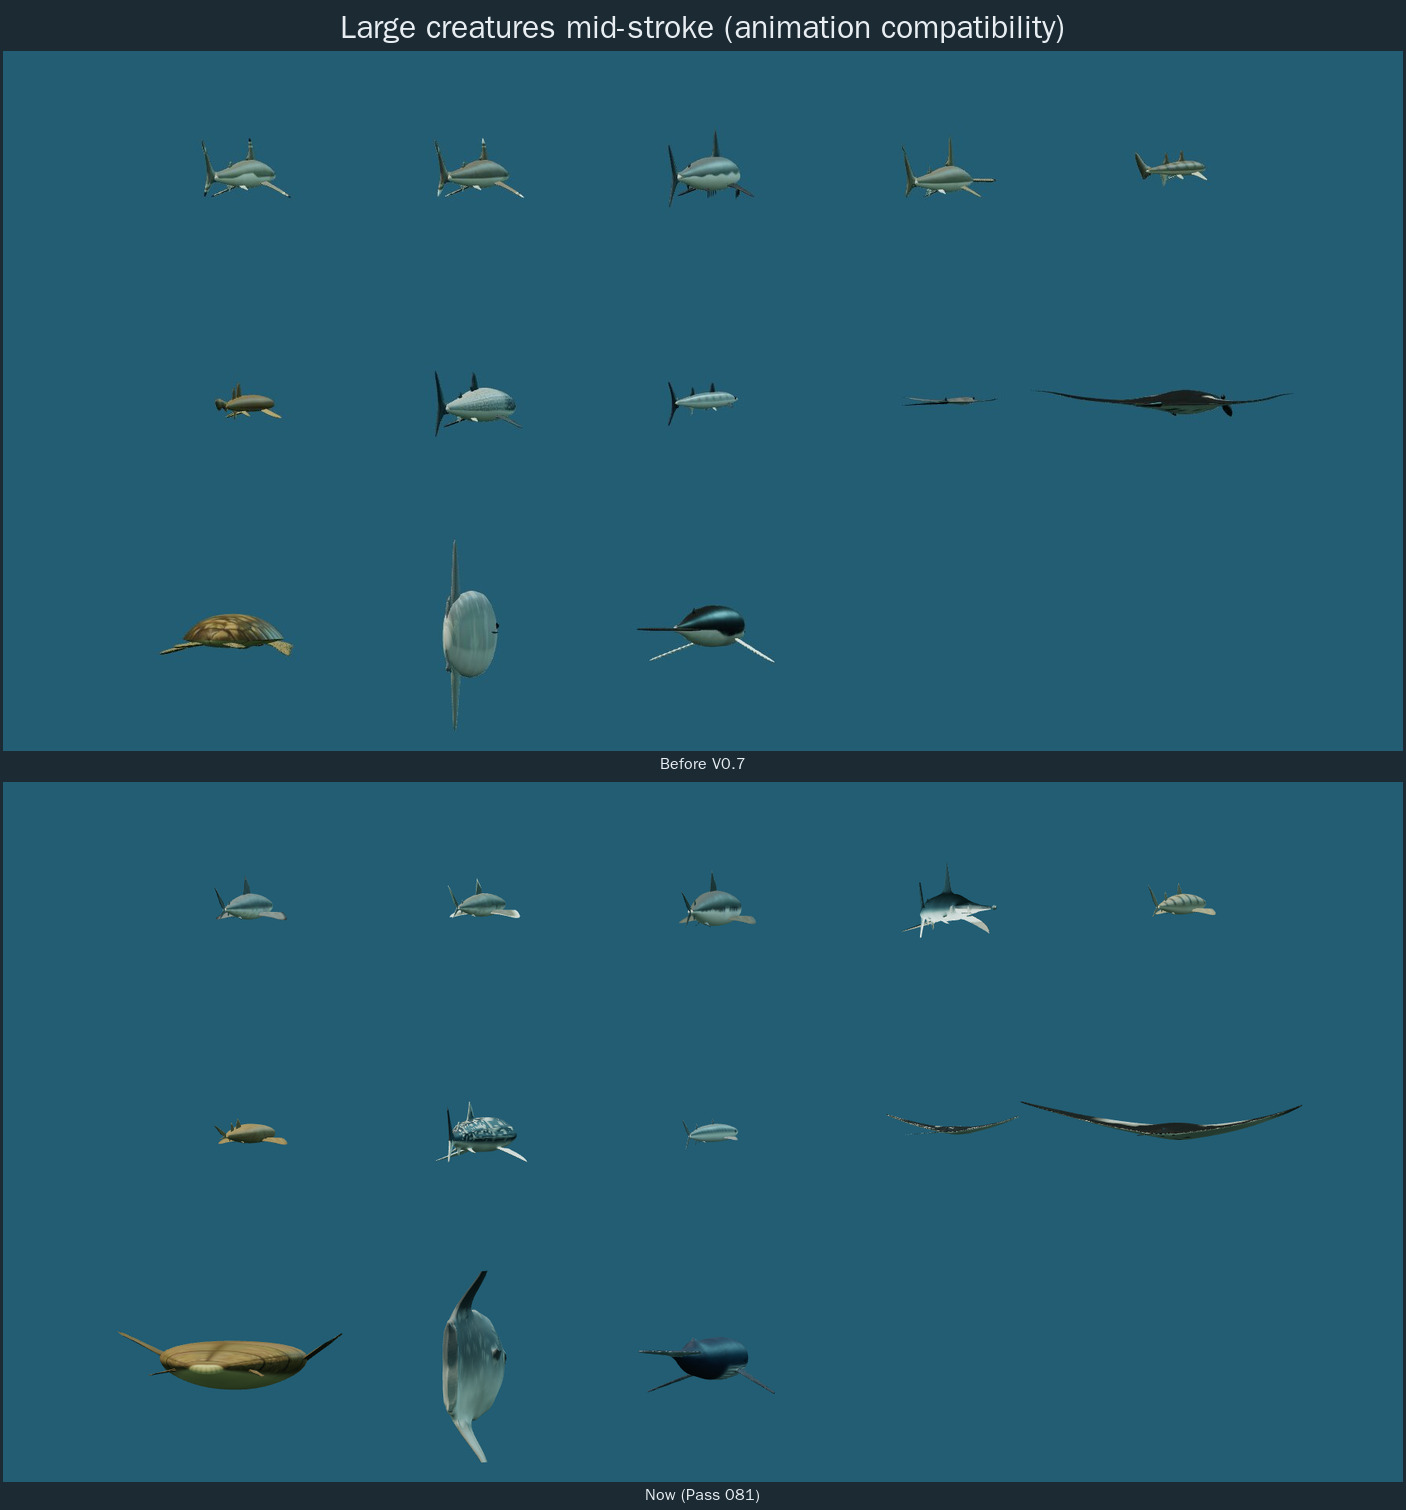 Large creatures mid-stroke (animation compatibility)
Before V0.7
Now (Pass 081)